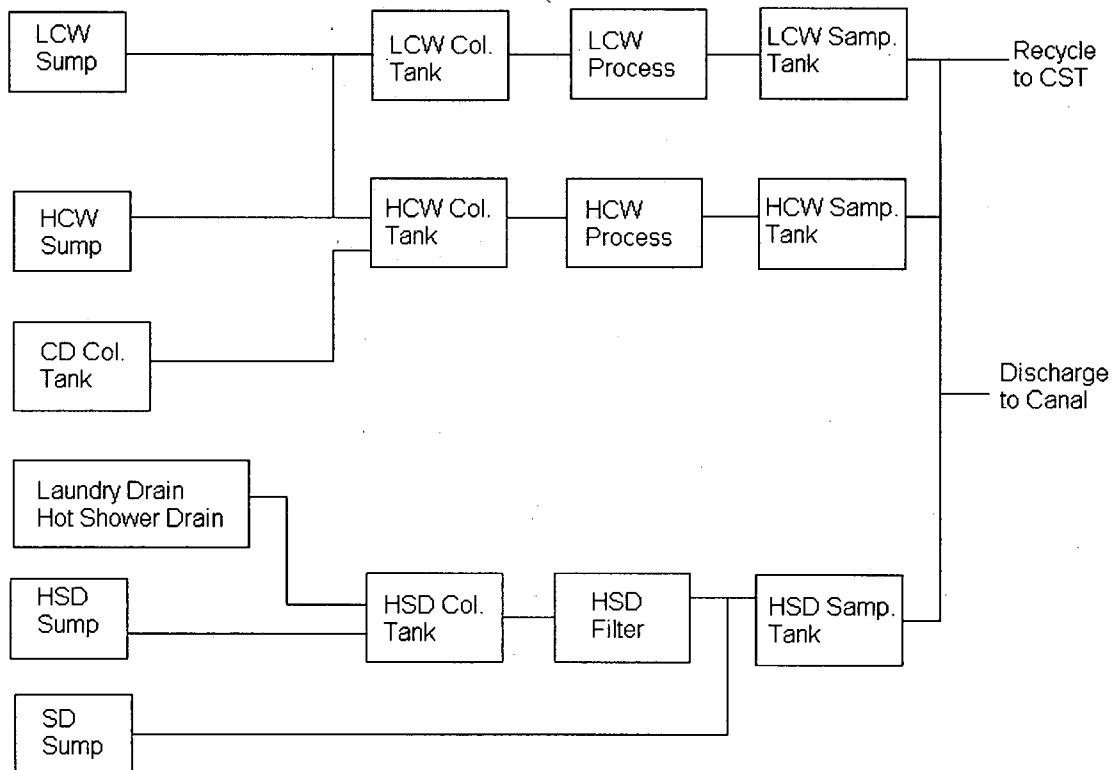 LCW
Sump
LCW Col.
Tank
LCW
Process
LCW Samp.
Tank
Recycle
to CST
HCW
Sump
HCW Col.
Tank
HCW
Process
HCW Samp.
Tank
CD Col.
Tank
Discharge
to Canal
Laundry Drain
Hot Shower Drain
HSD
Sump
HSD Col.
Tank
HSD
Filter
HSD Samp.
Tank
SD
Sump